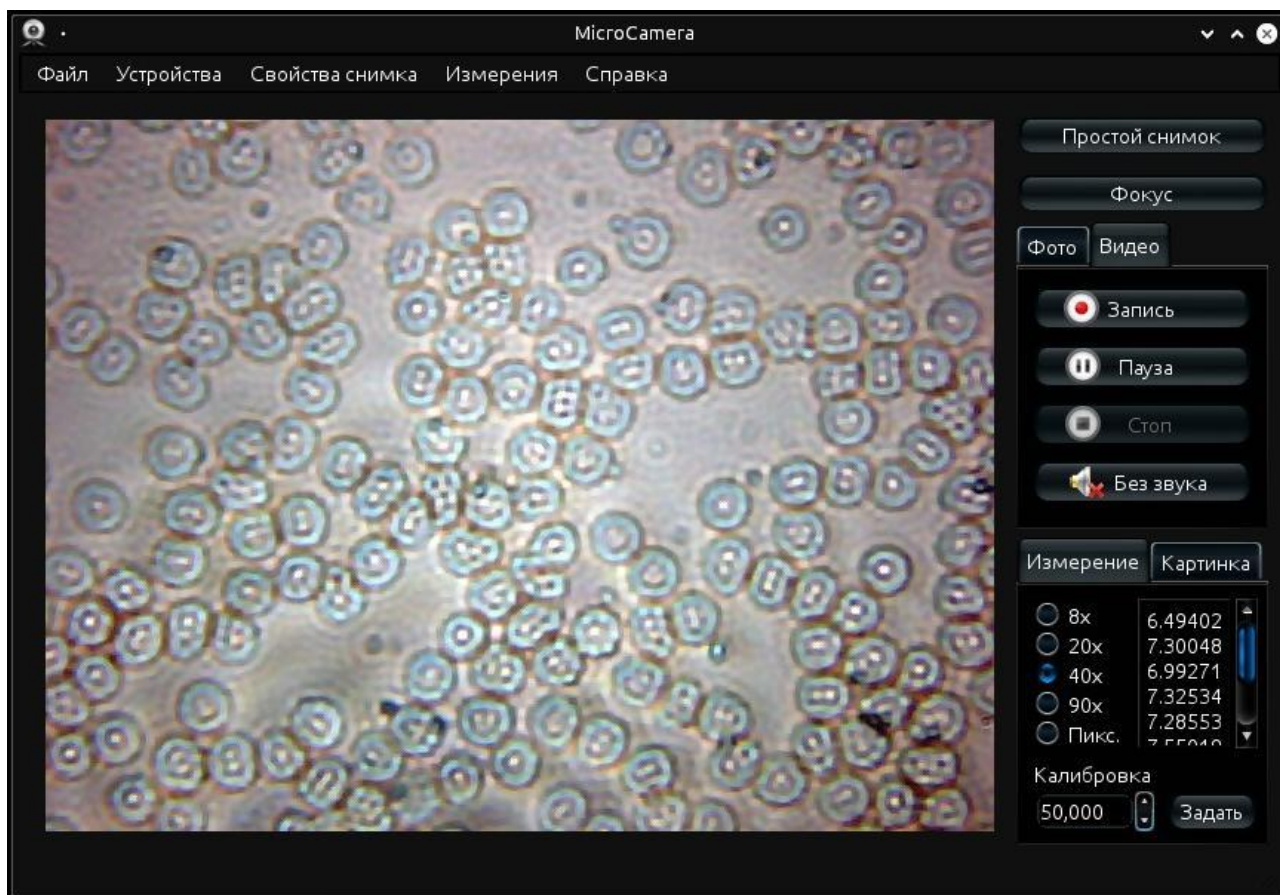 MicroCamera
Файл Устройства Свойства снимка Измерения Справка
Простой снимок
Фокус
Фото Видео
Запись
Пауза
Стоп
Без звука
Измерение Картинка
8x
20x
40x
90x
Пикс.
6.49402
7.30048
6.99271
7.32534
7.28553
Калибровка
50,000 Задать